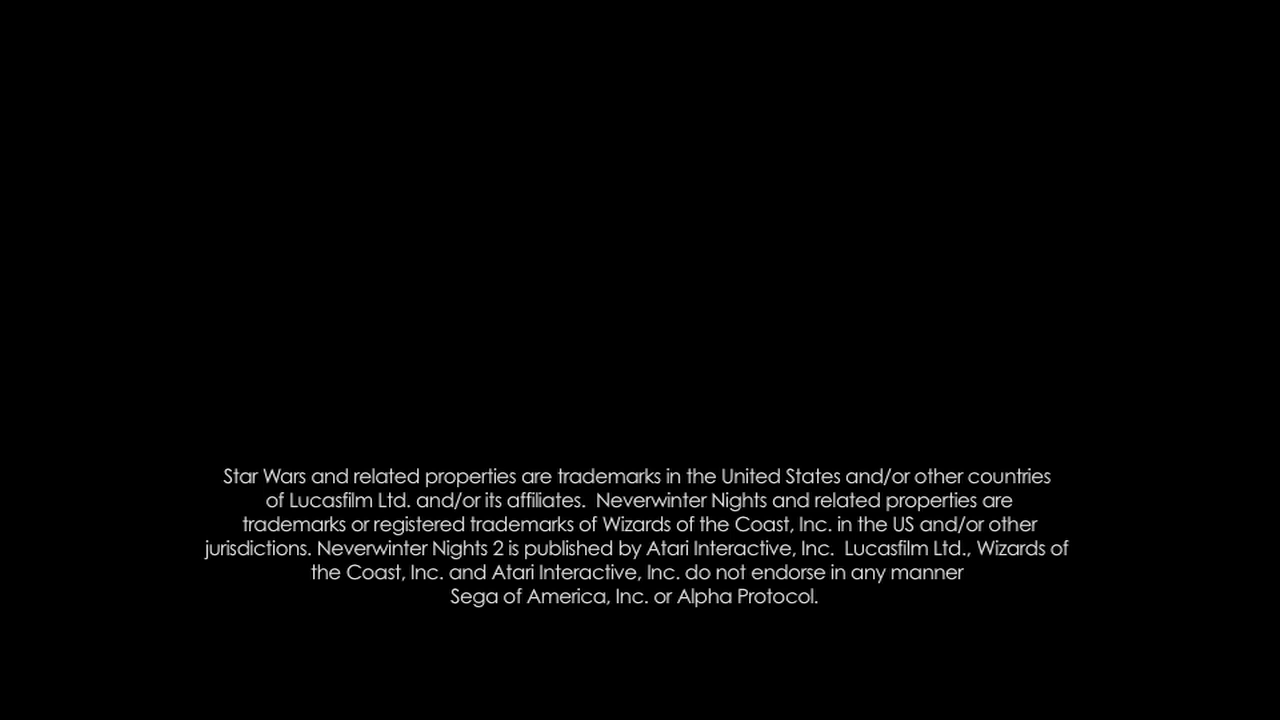 Star Wars and related properties are trademarks in the United States and/or other countries
of Lucasfilm Ltd. and/or its affiliates.  Neverwinter Nights and related properties are
trademarks or registered trademarks of Wizards of the Coast, Inc. in the US and/or other
jurisdictions. Neverwinter Nights 2 is published by Atari Interactive, Inc.  Lucasfilm Ltd., Wizards of
the Coast, Inc. and Atari Interactive, Inc. do not endorse in any manner
Sega of America, Inc. or Alpha Protocol.